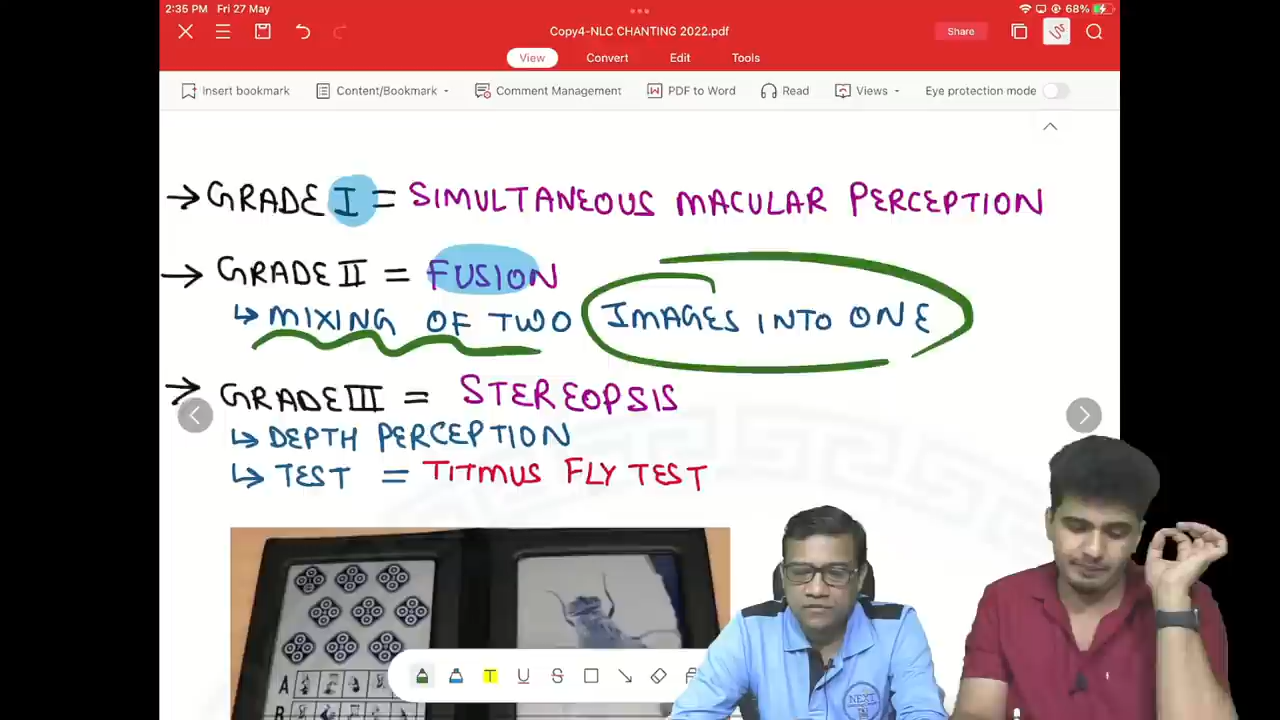 2:35 PM Fri 27 May
68%
Copy4-NLC CHANTING 2022.pdf
Share
View Convert Edit Tools
Insert bookmark Content/Bookmark Comment Management PDF to Word Read Views Eye protection mode
→ GRADE I = SIMULTANEOUS MACULAR PERCEPTION
→ GRADE II = FUSION
↳ MIXING OF TWO IMAGES INTO ONE
→ GRADE III = STEREOPSIS
↳ DEPTH PERCEPTION
↳ TEST = TITMUS FLY TEST
A
B
T U S
NEXT